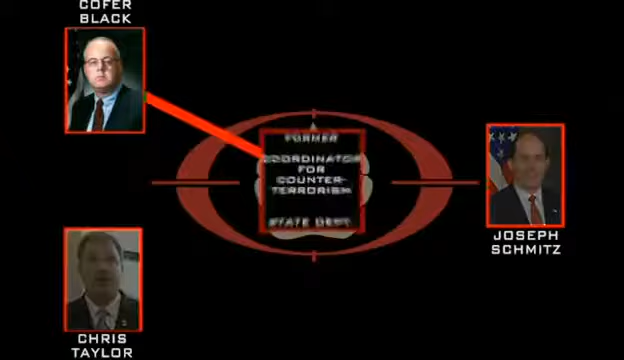 COFER
BLACK
FORMER
COORDINATOR
FOR
COUNTER-
TERRORISM
STATE DEPT.
JOSEPH
SCHMITZ
CHRIS
TAYLOR